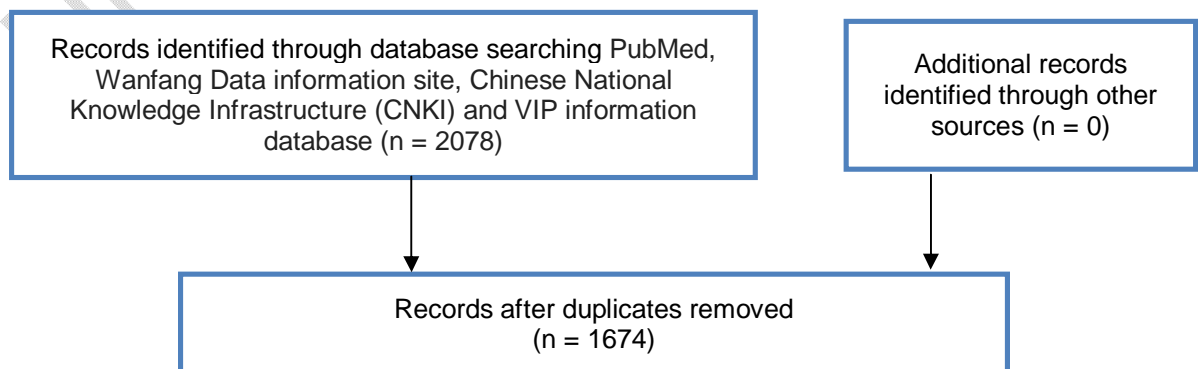 Records identified through database searching PubMed,
Wanfang Data information site, Chinese National
Knowledge Infrastructure (CNKI) and VIP information
database (n = 2078)
Additional records
identified through other
sources (n = 0)
Records after duplicates removed
(n = 1674)